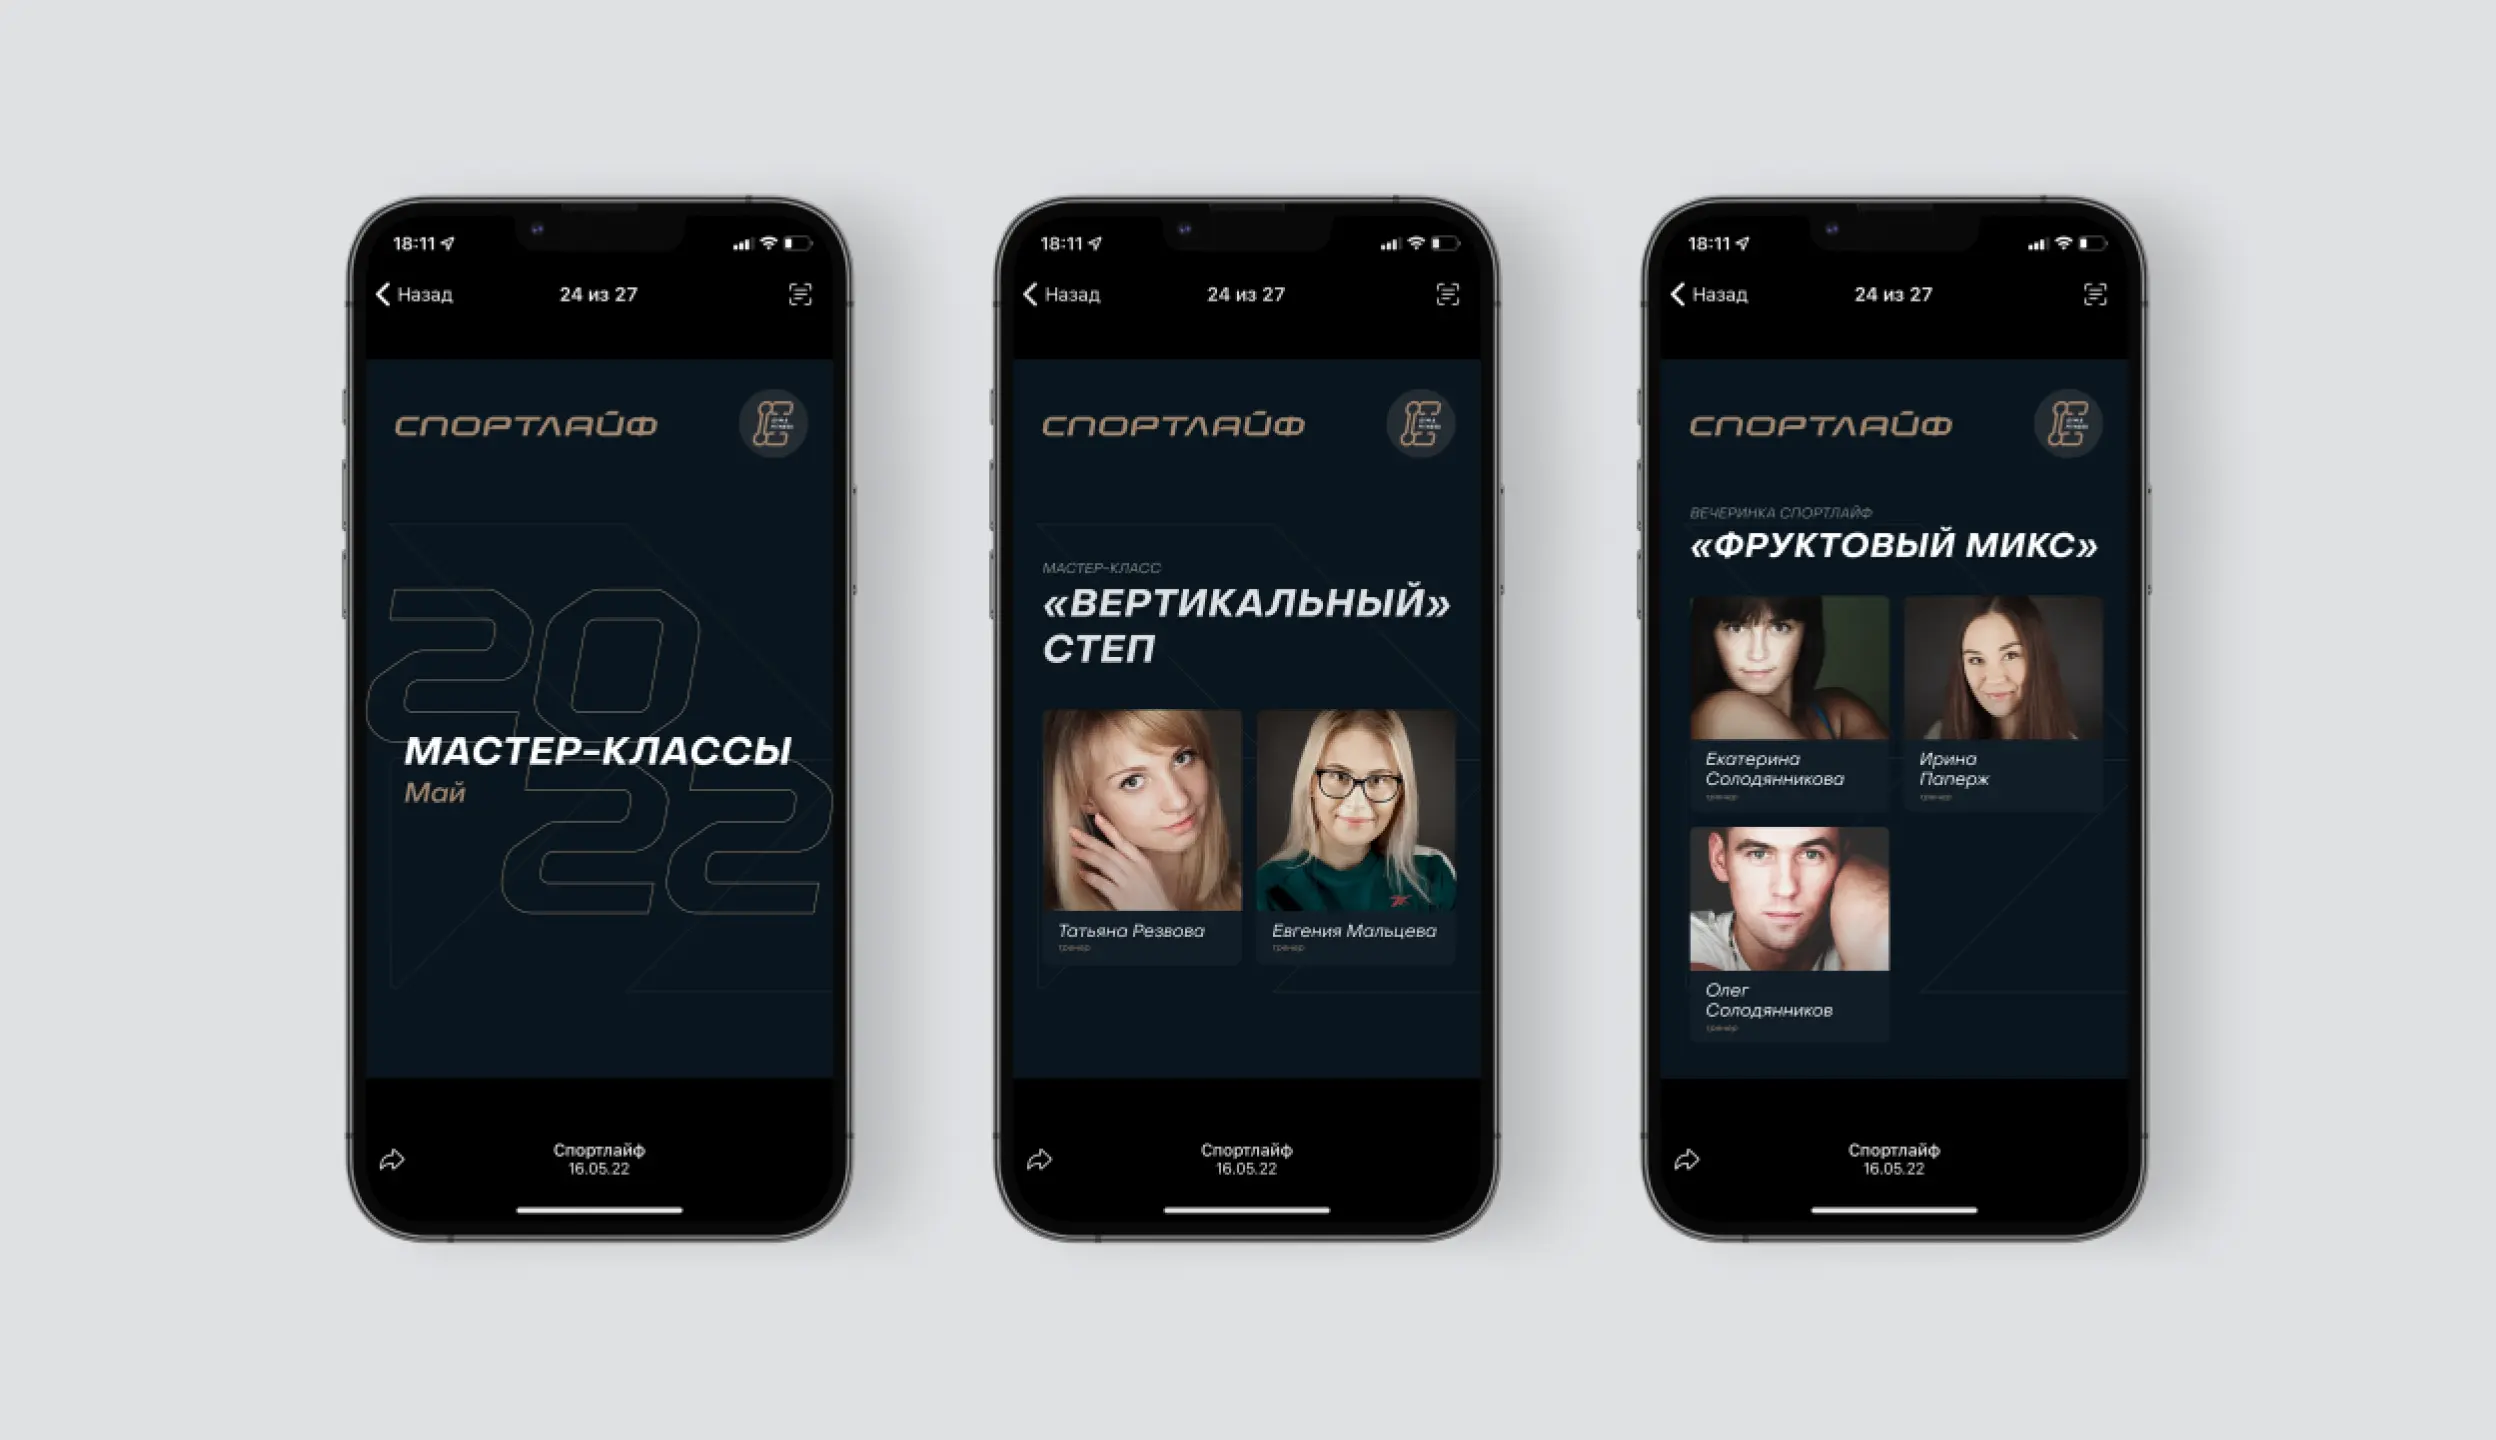 18:11
Назад
24 из 27
СПОРТЛАЙФ
2022
МАСТЕР-КЛАССЫ
Май
Спортлайф
16.05.22
18:11
Назад
24 из 27
СПОРТЛАЙФ
МАСТЕР-КЛАСС
«ВЕРТИКАЛЬНЫЙ»
СТЕП
Татьяна Резвова
тренер
Евгения Мальцева
тренер
Спортлайф
16.05.22
18:11
Назад
24 из 27
СПОРТЛАЙФ
ВЕЧЕРИНКА СПОРТЛАЙФ
«ФРУКТОВЫЙ МИКС»
Екатерина
Солодянникова
тренер
Ирина
Паперж
тренер
Олег
Солодянников
тренер
Спортлайф
16.05.22